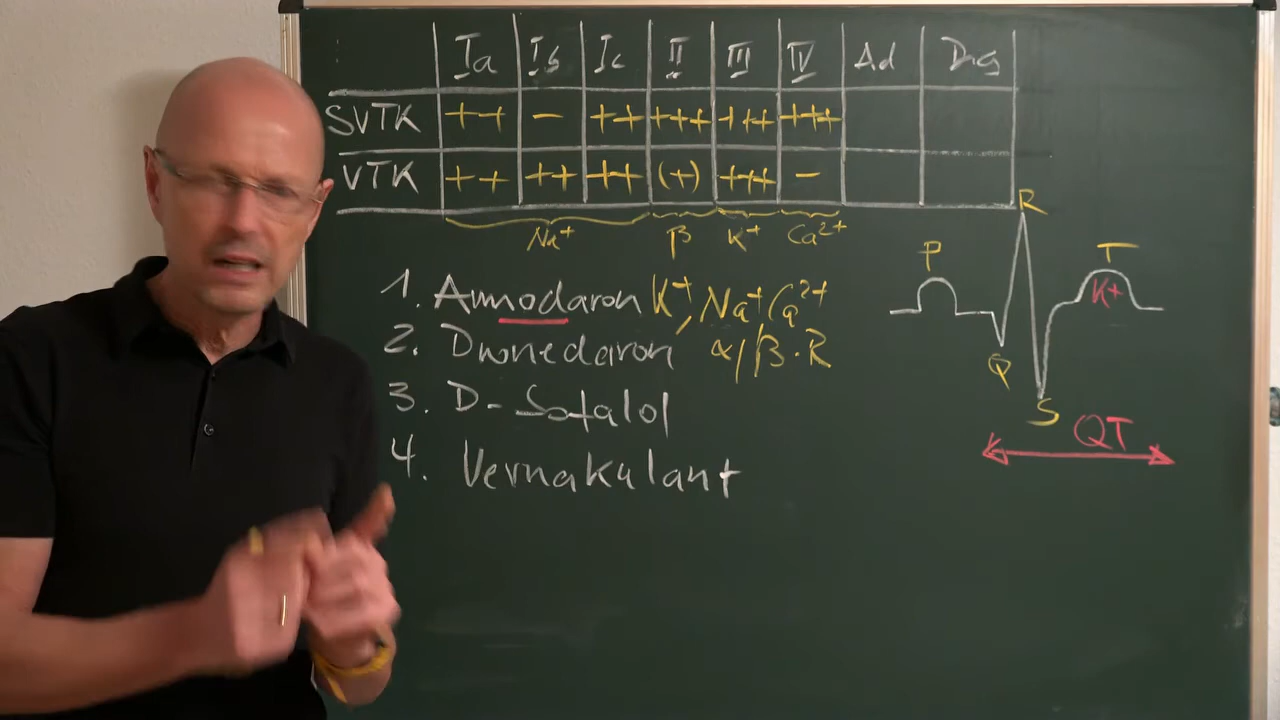 Ia Ib Ic II III IV Ad Dig
SVTK ++ - ++ +++ +++ +++
VTK ++ ++ ++ (+) +++ -
Na+ β K+ Ca2+
1. Amiodaron K+, Na+ Ca2+
2. Dronedaron α/β-R
3. D-Sotalol
4. Vernakalant
P Q R S T
K+
QT